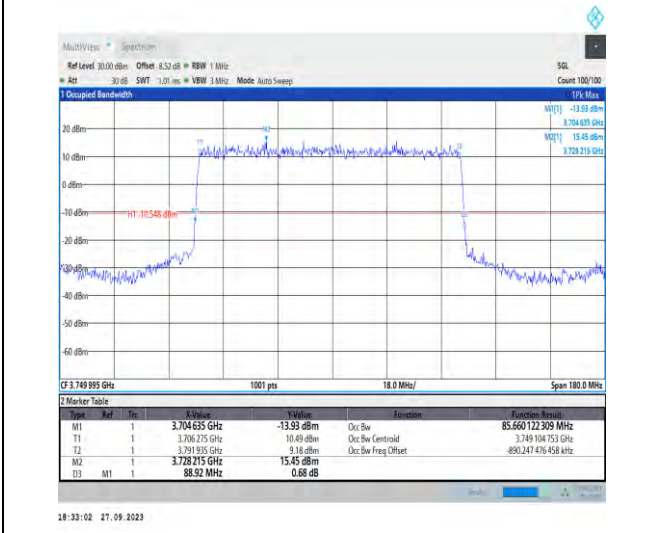 MultiView Spectrum
Ref Level 30.00 dBm Offset 8.52 dB RBW 1 MHz SGL
Att 30 dB SWT 1.01 ms VBW 3 MHz Mode Auto Sweep Count 100/100
1 Occupied Bandwidth 1Pk Max
M1[1] -13.93 dBm
3.704 635 GHz
M2[1] 15.45 dBm
3.728 215 GHz
20 dBm
M2
T1
10 dBm
0 dBm
-10 dBm H1 -10.548 dBm
-20 dBm
-30 dBm
-40 dBm
-50 dBm
-60 dBm
CF 3.749 995 GHz 1001 pts 18.0 MHz/ Span 180.0 MHz
2 Marker Table
Type Ref Trc X-Value Y-Value Function Function Result
M1 1 3.704 635 GHz -13.93 dBm Occ Bw 85.660 122 309 MHz
T1 1 3.706 275 GHz 10.49 dBm Occ Bw Centroid 3.749 104 753 GHz
T2 1 3.791 935 GHz 9.18 dBm Occ Bw Freq Offset -890.247 476 458 kHz
M2 1 3.728 215 GHz 15.45 dBm
D3 M1 1 88.92 MHz 0.68 dB
18:33:02 27.09.2023